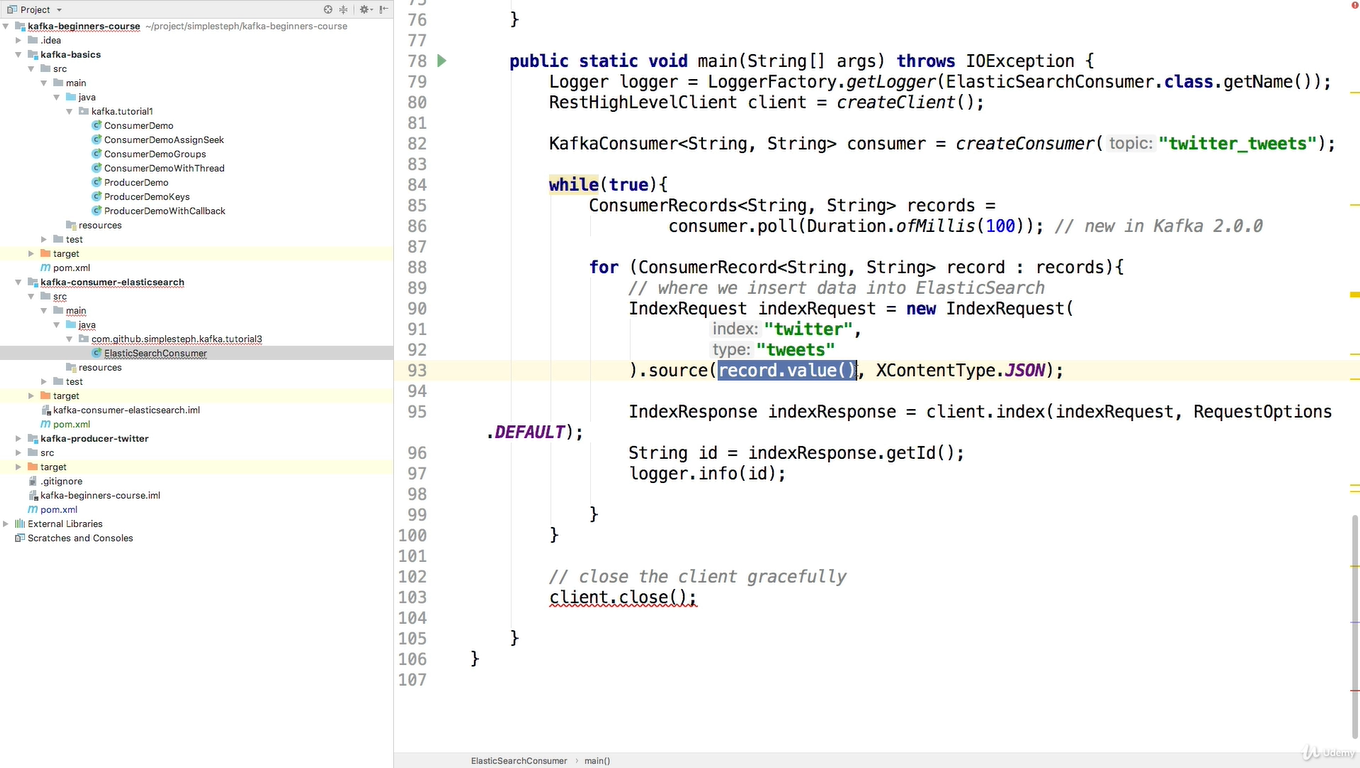 Project
kafka-beginners-course ~/project/simplesteph/kafka-beginners-course
.idea
kafka-basics
src
main
java
kafka.tutorial1
ConsumerDemo
ConsumerDemoAssignSeek
ConsumerDemoGroups
ConsumerDemoWithThread
ProducerDemo
ProducerDemoKeys
ProducerDemoWithCallback
resources
test
target
pom.xml
kafka-consumer-elasticsearch
src
main
java
com.github.simplesteph.kafka.tutorial3
ElasticSearchConsumer
resources
test
target
kafka-consumer-elasticsearch.iml
pom.xml
kafka-producer-twitter
src
target
.gitignore
kafka-beginners-course.iml
pom.xml
External Libraries
Scratches and Consoles
75
76 }
77
78 public static void main(String[] args) throws IOException {
79 Logger logger = LoggerFactory.getLogger(ElasticSearchConsumer.class.getName());
80 RestHighLevelClient client = createClient();
81
82 KafkaConsumer<String, String> consumer = createConsumer( topic: "twitter_tweets");
83
84 while(true){
85 ConsumerRecords<String, String> records =
86 consumer.poll(Duration.ofMillis(100)); // new in Kafka 2.0.0
87
88 for (ConsumerRecord<String, String> record : records){
89 // where we insert data into ElasticSearch
90 IndexRequest indexRequest = new IndexRequest(
91 index: "twitter",
92 type: "tweets"
93 ).source(record.value(), XContentType.JSON);
94
95 IndexResponse indexResponse = client.index(indexRequest, RequestOptions
.DEFAULT);
96 String id = indexResponse.getId();
97 logger.info(id);
98
99 }
100 }
101
102 // close the client gracefully
103 client.close();
104
105 }
106 }
107
ElasticSearchConsumer › main()
Udemy